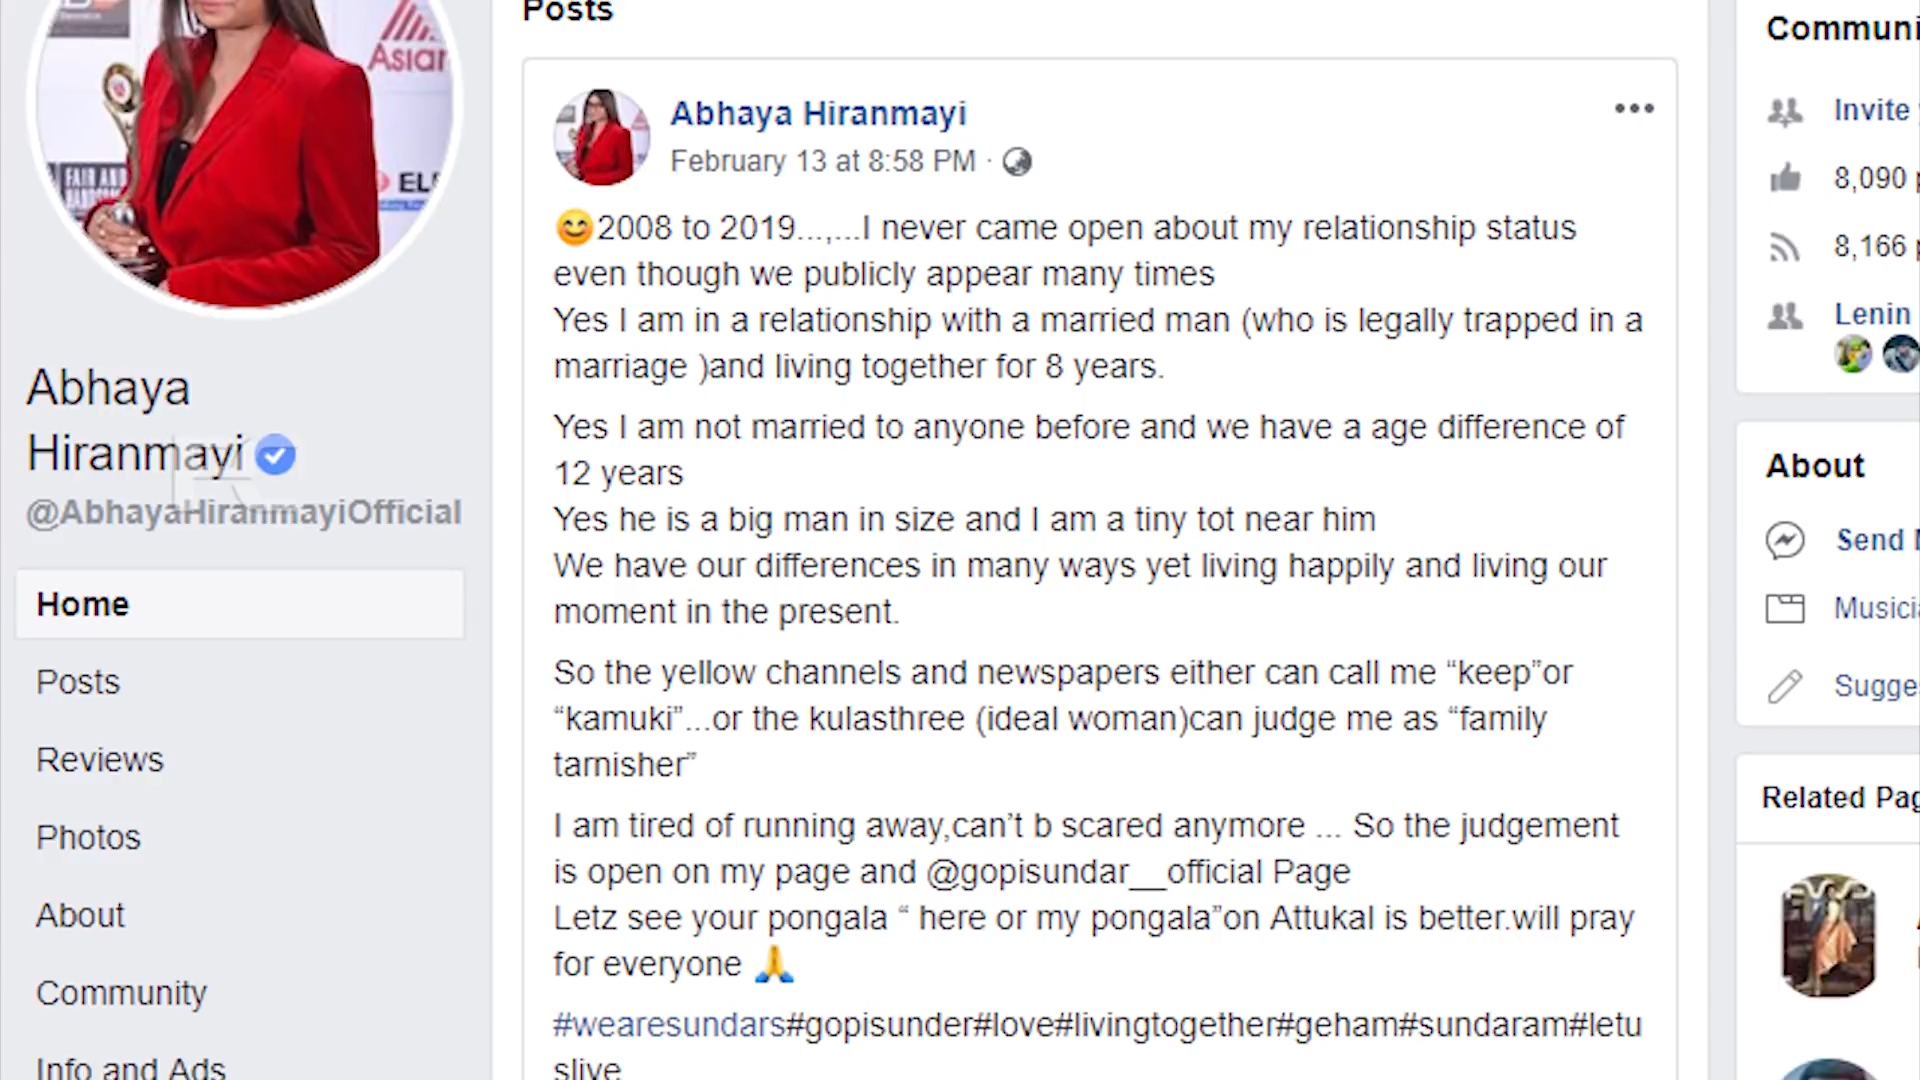 Asian
FAIR AND
HANDSOME
EL
Abhaya
Hiranmayi
@AbhayaHiranmayiOfficial
Home
Posts
Reviews
Photos
About
Community
Info and Ads
Posts
Abhaya Hiranmayi
February 13 at 8:58 PM ·
😊2008 to 2019...,...I never came open about my relationship status
even though we publicly appear many times
Yes I am in a relationship with a married man (who is legally trapped in a
marriage )and living together for 8 years.
Yes I am not married to anyone before and we have a age difference of
12 years
Yes he is a big man in size and I am a tiny tot near him
We have our differences in many ways yet living happily and living our
moment in the present.
So the yellow channels and newspapers either can call me “keep”or
“kamuki”...or the kulasthree (ideal woman)can judge me as “family
tarnisher”
I am tired of running away,can’t b scared anymore ... So the judgement
is open on my page and @gopisundar__official Page
Letz see your pongala “ here or my pongala”on Attukal is better.will pray
for everyone 🙏
#wearesundars#gopisunder#love#livingtogether#geham#sundaram#letu
slive
Communi
Invite
8,090 p
8,166 p
Lenin
About
Send M
Musicia
Sugges
Related Pag